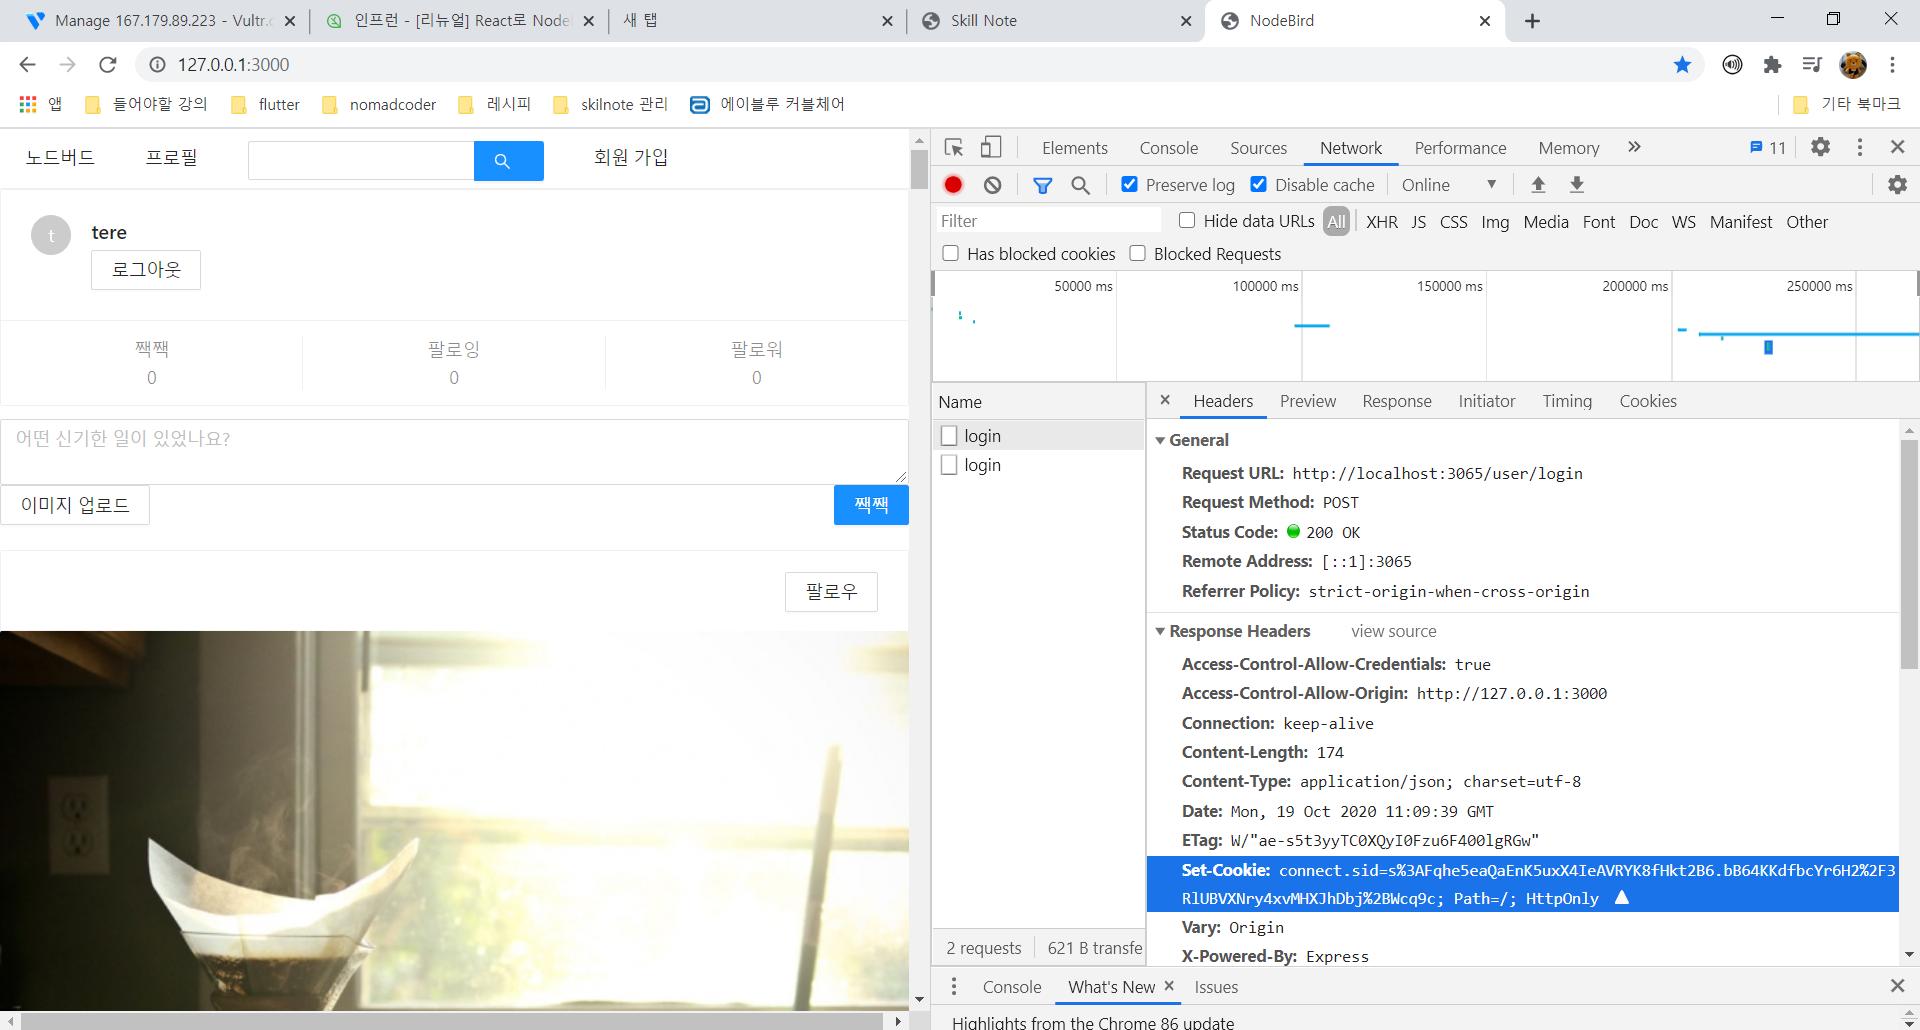 Manage 167.179.89.223 - Vultr.c
인프런 - [리뉴얼] React로 Node
새 탭
Skill Note
NodeBird
127.0.0.1:3000
앱
들어야할 강의
flutter
nomadcoder
레시피
skilnote 관리
에이블루 커블체어
기타 북마크
노드버드
프로필
회원 가입
t
tere
로그아웃
짹짹
0
팔로잉
0
팔로워
0
어떤 신기한 일이 있었나요?
이미지 업로드
짹짹
팔로우
Elements
Console
Sources
Network
Performance
Memory
»
11
Preserve log
Disable cache
Online
Filter
Hide data URLs
All
XHR
JS
CSS
Img
Media
Font
Doc
WS
Manifest
Other
Has blocked cookies
Blocked Requests
50000 ms
100000 ms
150000 ms
200000 ms
250000 ms
Name
login
login
2 requests
621 B transfe
Headers
Preview
Response
Initiator
Timing
Cookies
General
Request URL: http://localhost:3065/user/login
Request Method: POST
Status Code: 200 OK
Remote Address: [::1]:3065
Referrer Policy: strict-origin-when-cross-origin
Response Headers
view source
Access-Control-Allow-Credentials: true
Access-Control-Allow-Origin: http://127.0.0.1:3000
Connection: keep-alive
Content-Length: 174
Content-Type: application/json; charset=utf-8
Date: Mon, 19 Oct 2020 11:09:39 GMT
ETag: W/"ae-s5t3yyTC0XQyI0Fzu6F400lgRGw"
Set-Cookie: connect.sid=s%3AFqhe5eaQaEnK5uxX4IeAVRYK8fHkt2B6.bB64KKdfbcYr6H2%2F3
RlUBVXNry4xvMHXJhDbj%2BWcq9c; Path=/; HttpOnly
Vary: Origin
X-Powered-By: Express
Console
What's New
Issues
Highlights from the Chrome 86 update